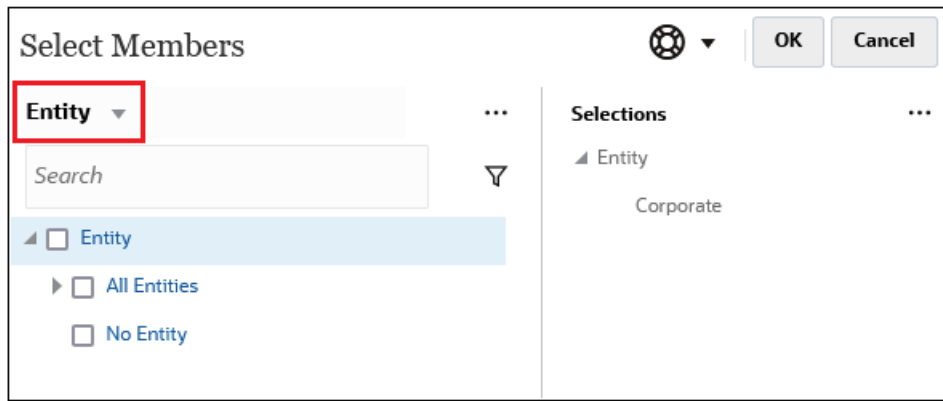 Select Members
OK
Cancel
Entity
Search
Entity
All Entities
No Entity
Selections
Entity
Corporate